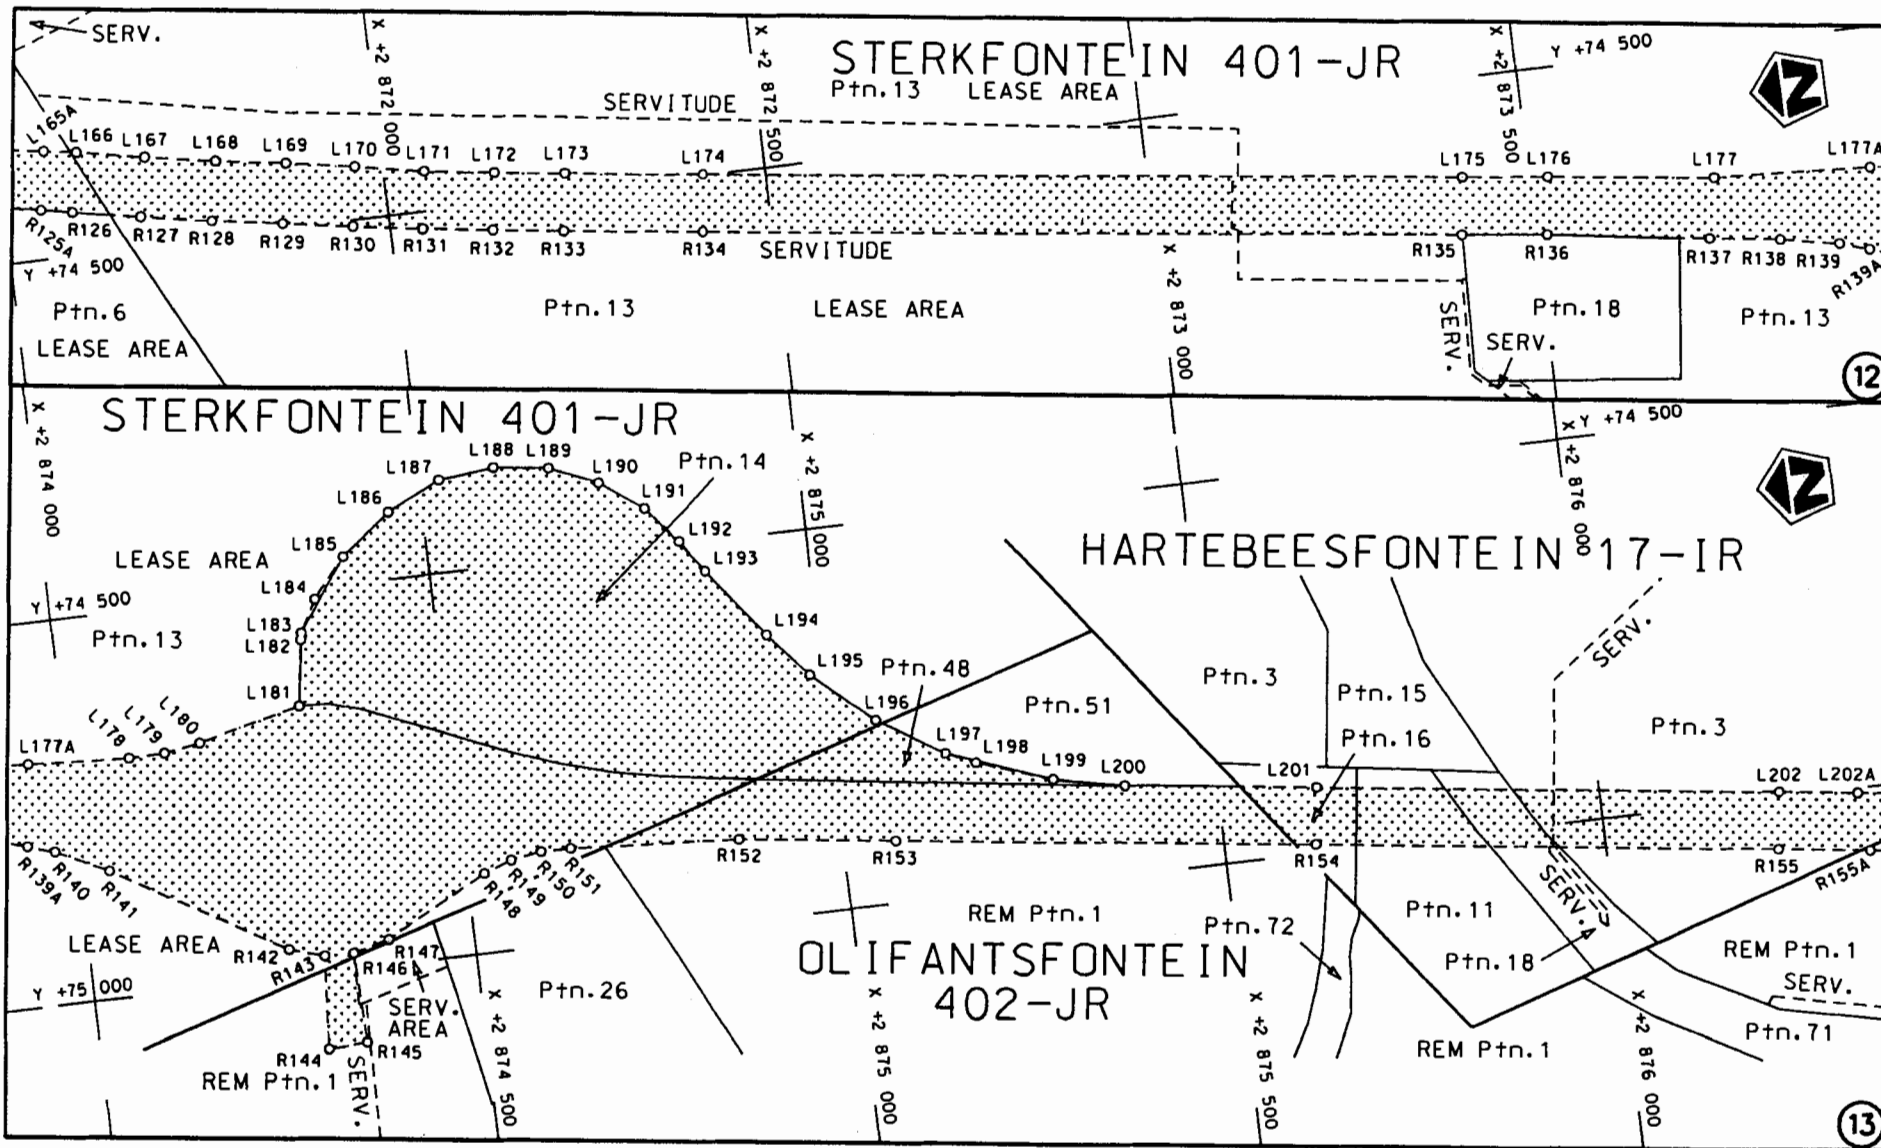 SERV.
X +2 872 000
X +2 872 500
STERKFONTEIN 401-JR
Ptn.13 LEASE AREA
X +2 873 500
Y +74 500
N
SERVITUDE
L165A
L166
L167
L168
L169
L170
L171
L172
L173
L174
L175
L176
L177
L177A
R125A
R126
R127
R128
R129
R130
R131
R132
R133
R134
SERVITUDE
R135
R136
R137
R138
R139
R139A
Y +74 500
Ptn.6
LEASE AREA
Ptn.13
LEASE AREA
X +2 873 000
SERV.
SERV.
Ptn.18
Ptn.13
12
X +2 874 000
STERKFONTEIN 401-JR
X +2 875 000
X +2 876 000
Y +74 500
N
L188
L189
L187
L190
Ptn.14
L186
L191
L192
L185
L193
LEASE AREA
HARTEBEESFONTEIN 17-IR
L184
Y +74 500
L183
Ptn.13
L182
L194
SERV.
L195
Ptn.48
Ptn.3
Ptn.15
L181
L180
L179
L178
L177A
L196
Ptn.51
Ptn.16
Ptn.3
L197
L198
L199
L200
L201
L202
L202A
R139A
R140
R141
R142
R143
R146
R147
R148
R149
R150
R151
R152
R153
R154
R155
R155A
LEASE AREA
REM Ptn.1
Ptn.72
Ptn.11
SERV.
Ptn.18
REM Ptn.1
SERV.
Y +75 000
SERV.
AREA
Ptn.26
OLIFANTSFONTEIN
402-JR
R144
R145
REM Ptn.1
SERV.
X +2 874 500
X +2 875 000
X +2 875 500
REM Ptn.1
X +2 876 000
Ptn.71
13